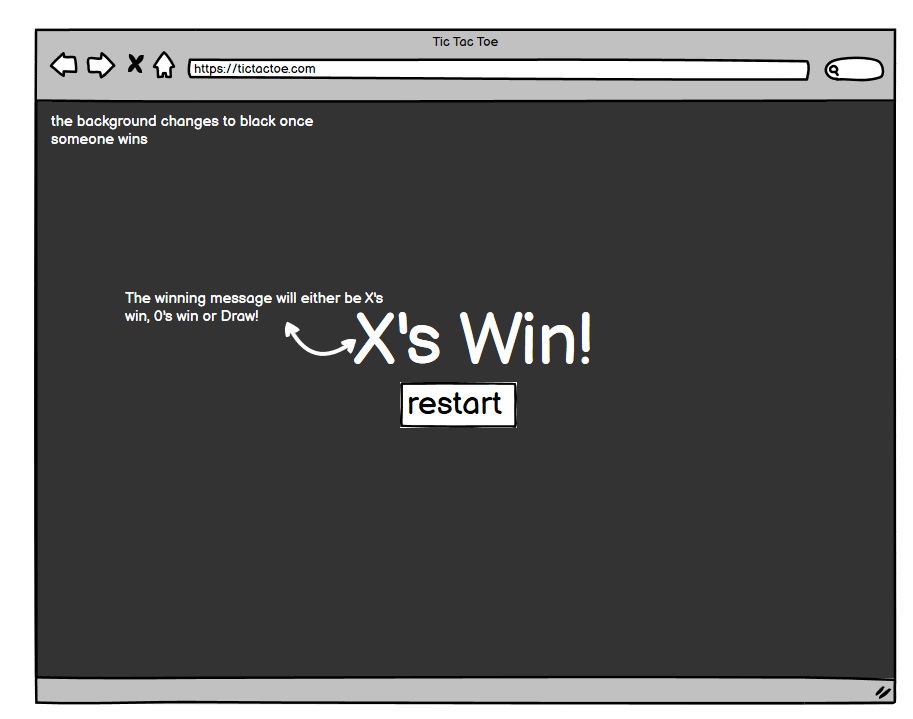 Tic Tac Toe
https://tictactoe.com
the background changes to black once
someone wins
The winning message will either be X's
win, 0's win or Draw!
X's Win!
restart